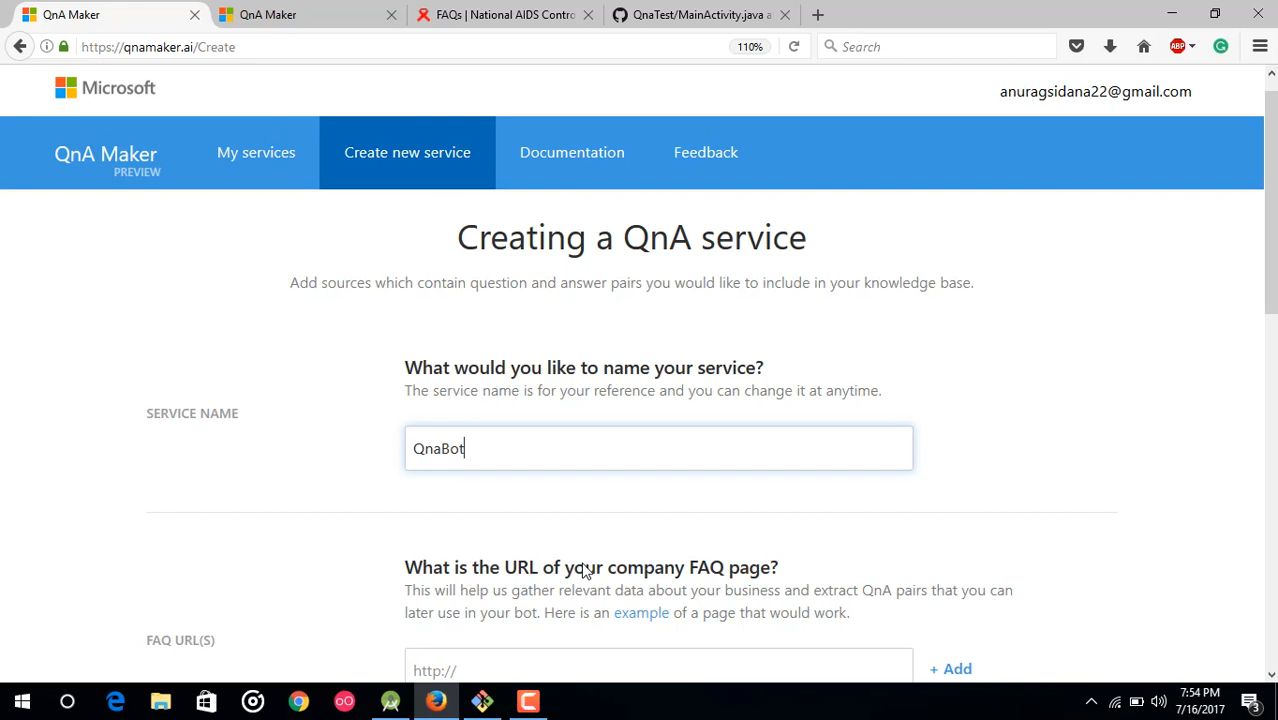 QnA Maker
QnA Maker
FAQs | National AIDS Contro
QnaTest/MainActivity.java a
https://qnamaker.ai/Create
110%
Search
ABP
Microsoft
anuragsidana22@gmail.com
QnA Maker
PREVIEW
My services
Create new service
Documentation
Feedback
Creating a QnA service
Add sources which contain question and answer pairs you would like to include in your knowledge base.
What would you like to name your service?
The service name is for your reference and you can change it at anytime.
SERVICE NAME
QnaBot
What is the URL of your company FAQ page?
This will help us gather relevant data about your business and extract QnA pairs that you can
later use in your bot. Here is an example of a page that would work.
FAQ URL(S)
http://
+ Add
7:54 PM
7/16/2017
3